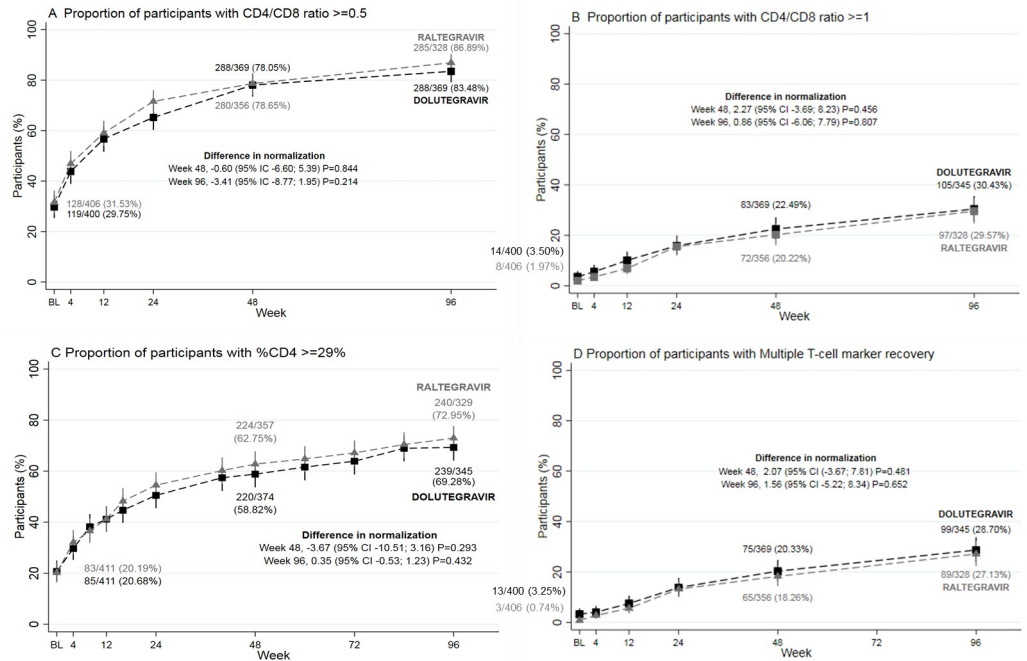 A Proportion of participants with CD4/CD8 ratio >=0.5
100
80
60
40
20
0
Participants (%)
RALTEGRAVIR
285/328 (86.89%)
288/369 (78.05%)
280/356 (78.65%)
288/369 (83.48%)
DOLUTEGRAVIR
Difference in normalization
Week 48, -0.60 (95% IC -6.60; 5.39) P=0.844
Week 96, -3.41 (95% IC -8.77; 1.95) P=0.214
128/406 (31.53%)
119/400 (29.75%)
BL 4 12 24 48 96
Week
B Proportion of participants with CD4/CD8 ratio >=1
100
80
60
40
20
0
Participants (%)
Difference in normalization
Week 48, 2.27 (95% CI -3.69; 8.23) P=0.456
Week 96, 0.86 (95% CI -6.06; 7.79) P=0.807
DOLUTEGRAVIR
105/345 (30.43%)
83/369 (22.49%)
72/356 (20.22%)
97/328 (29.57%)
RALTEGRAVIR
14/400 (3.50%)
8/406 (1.97%)
BL 4 12 24 48 96
Week
C Proportion of participants with %CD4 >=29%
100
80
60
40
20
0
Participants (%)
RALTEGRAVIR
240/329
(72.95%)
224/357
(62.75%)
220/374
(58.82%)
239/345
(69.28%)
DOLUTEGRAVIR
Difference in normalization
Week 48, -3.67 (95% CI -10.51; 3.16) P=0.293
Week 96, 0.35 (95% CI -0.53; 1.23) P=0.432
83/411 (20.19%)
85/411 (20.68%)
BL 4 12 24 48 72 96
Week
D Proportion of participants with Multiple T-cell marker recovery
100
80
60
40
20
0
Participants (%)
Difference in normalization
Week 48, 2.07 (95% CI (-3.67; 7.81) P=0.481
Week 96, 1.56 (95% CI -5.22; 8.34) P=0.652
DOLUTEGRAVIR
99/345 (28.70%)
75/369 (20.33%)
65/356 (18.26%)
89/328 (27.13%)
RALTEGRAVIR
13/400 (3.25%)
3/406 (0.74%)
BL 4 12 24 48 72 96
Week